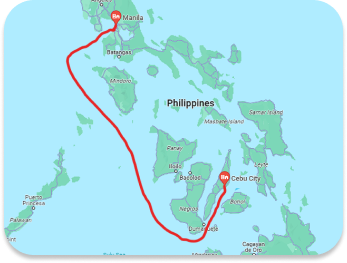 Manila
Batangas
Mindoro
Philippines
Samar Island
Masbate Island
Panay
Iloilo
Bacolod
Leyte
Cebu City
Negros
Bohol
Puerto
Princesa
Palawan
Dumaguete
Cagayan
de Oro